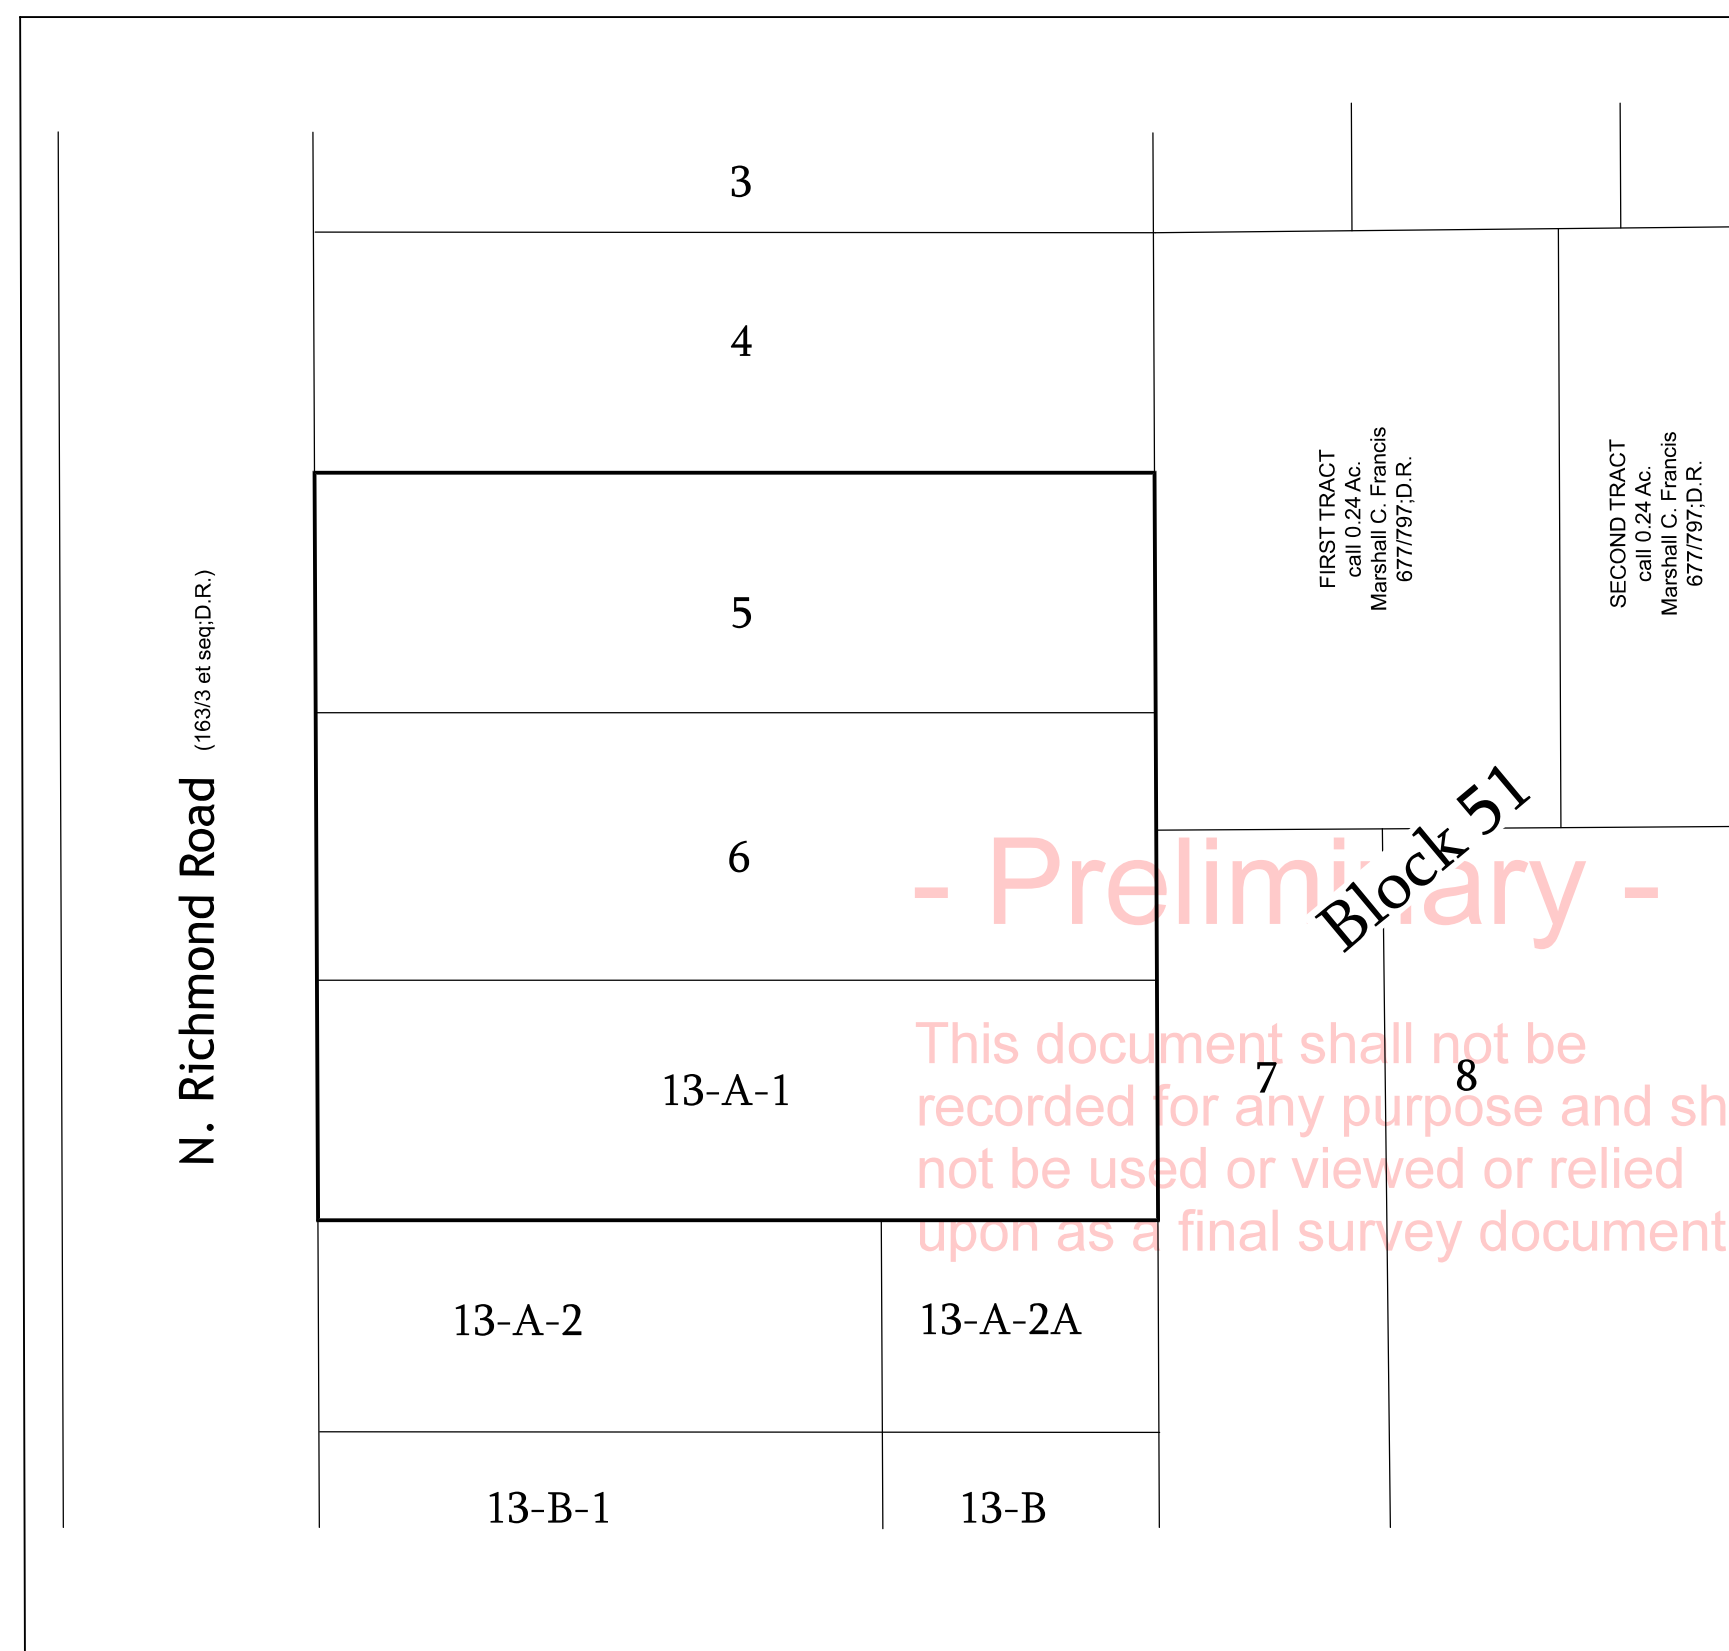 3
4
5
6
13-A-1
13-A-2
13-A-2A
13-B-1
13-B
N. Richmond Road (163/3 et seq;D.R.)
FIRST TRACT
call 0.24 Ac.
Marshall C. Francis
677/797;D.R.
SECOND TRACT
call 0.24 Ac.
Marshall C. Francis
677/797;D.R.
Block 51
7
8
- Preliminary -
This document shall not be
recorded for any purpose and sh
not be used or viewed or relied
upon as a final survey document